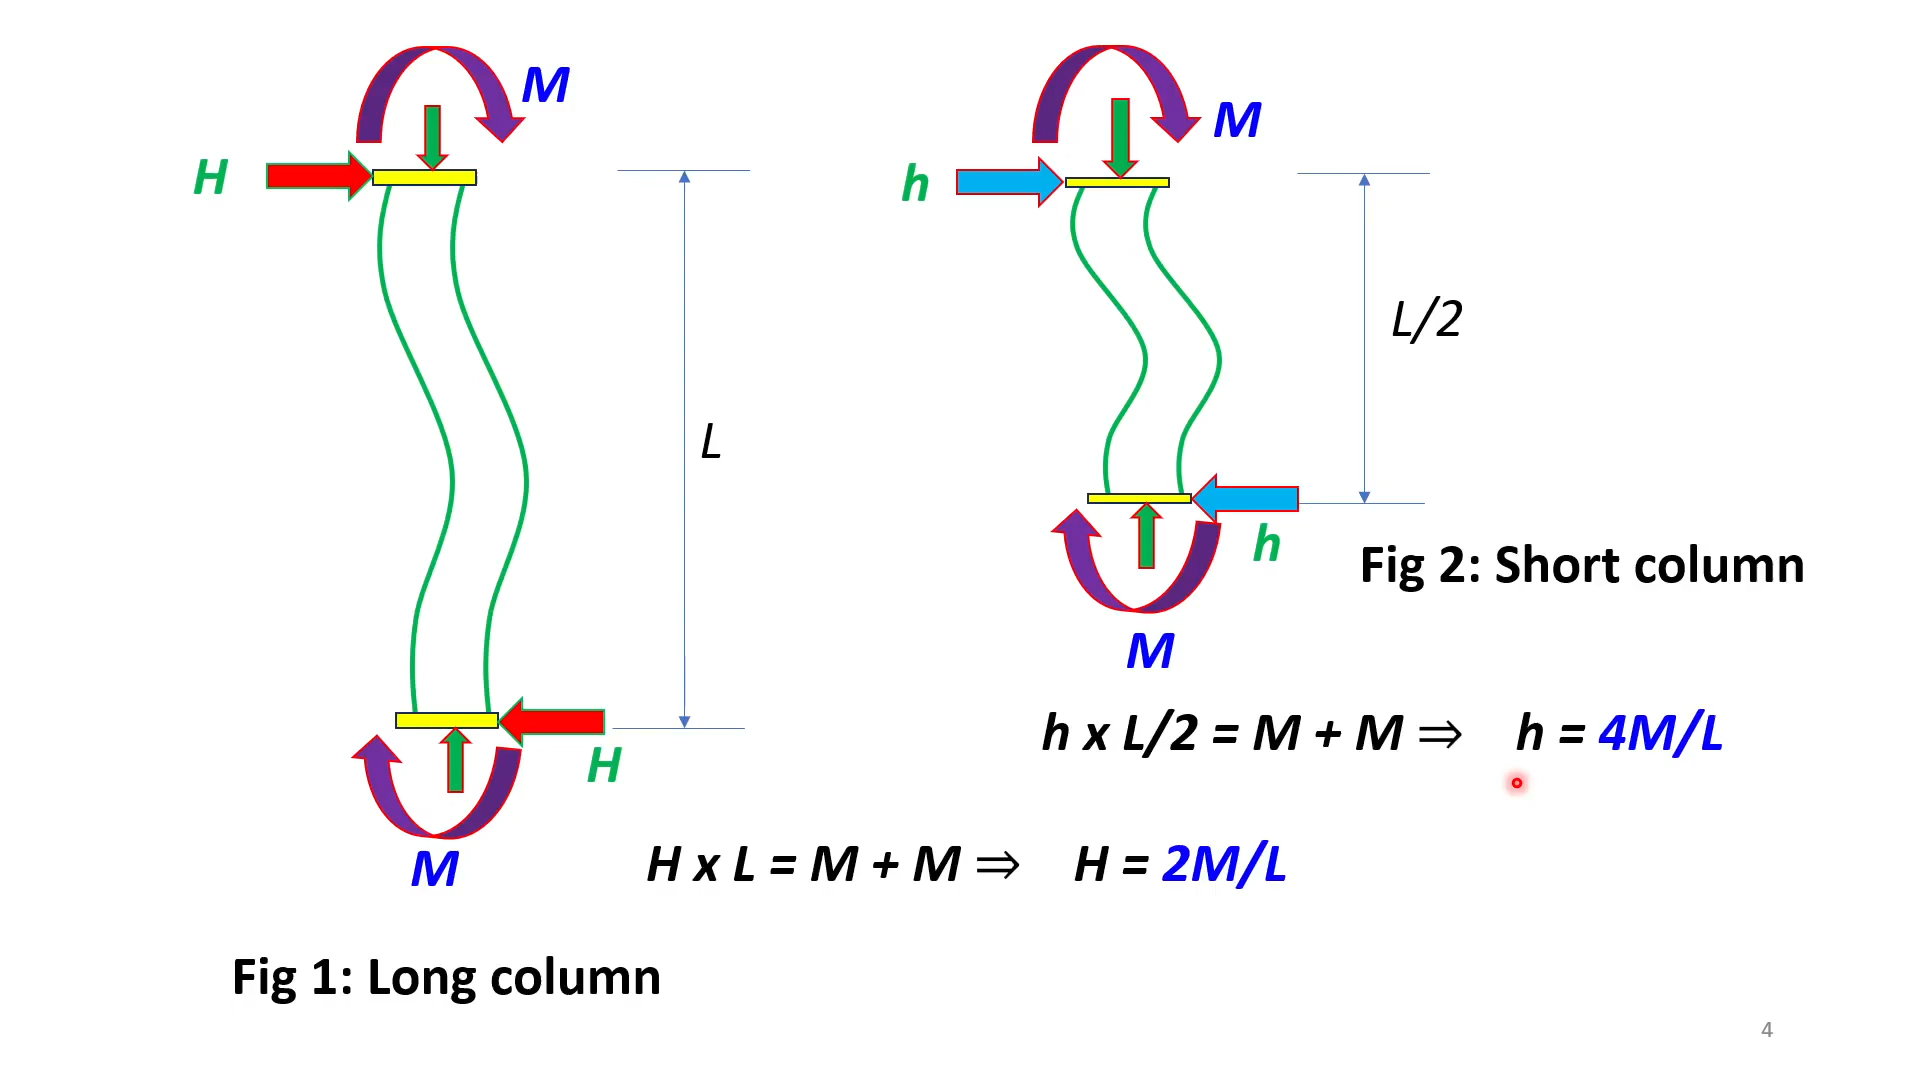 M
H
L
H
M
Fig 1: Long column
M
h
L/2
h
M
Fig 2: Short column
h x L/2 = M + M ⇒ h = 4M/L
H x L = M + M ⇒ H = 2M/L
4